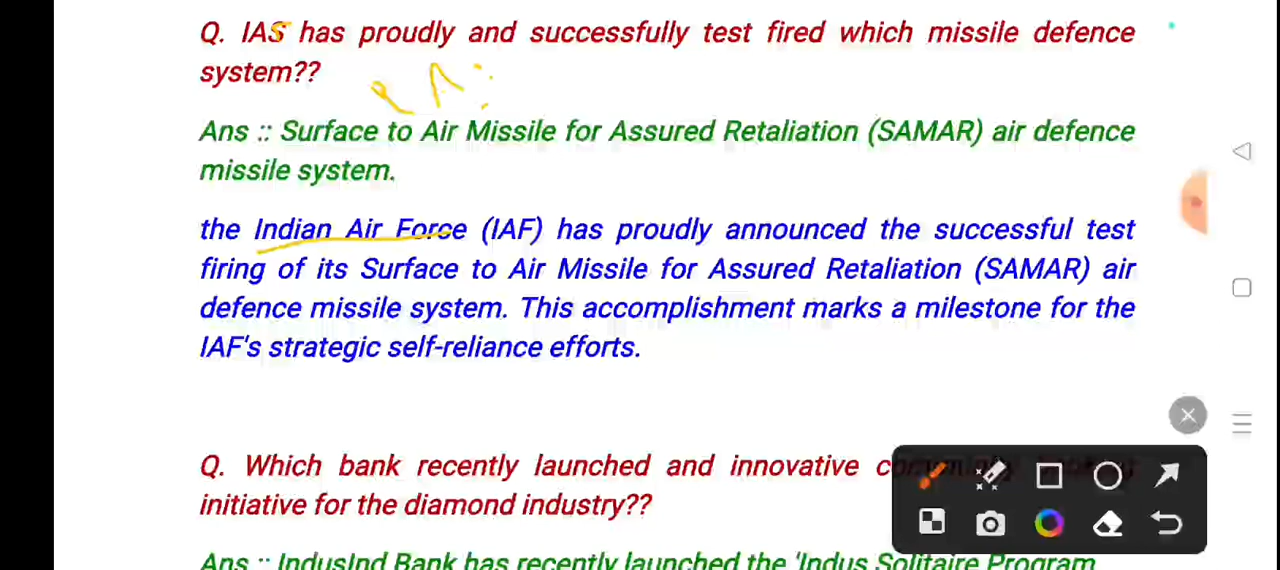 Q. IAS has proudly and successfully test fired which missile defence
system??
Ans :: Surface to Air Missile for Assured Retaliation (SAMAR) air defence
missile system.
the Indian Air Force (IAF) has proudly announced the successful test
firing of its Surface to Air Missile for Assured Retaliation (SAMAR) air
defence missile system. This accomplishment marks a milestone for the
IAF's strategic self-reliance efforts.
Q. Which bank recently launched and innovative
initiative for the diamond industry??
Ans :: IndusInd Bank has recently launched the 'Indus Solitaire Program